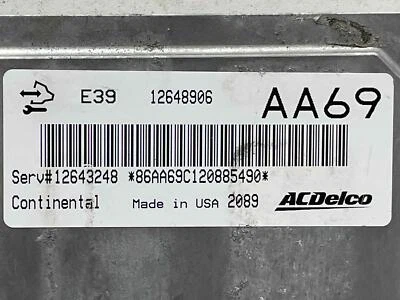 E39 12648906 AA69
Serv#12643248 *86AA69C120885490*
Continental Made in USA 2089 ACDelco